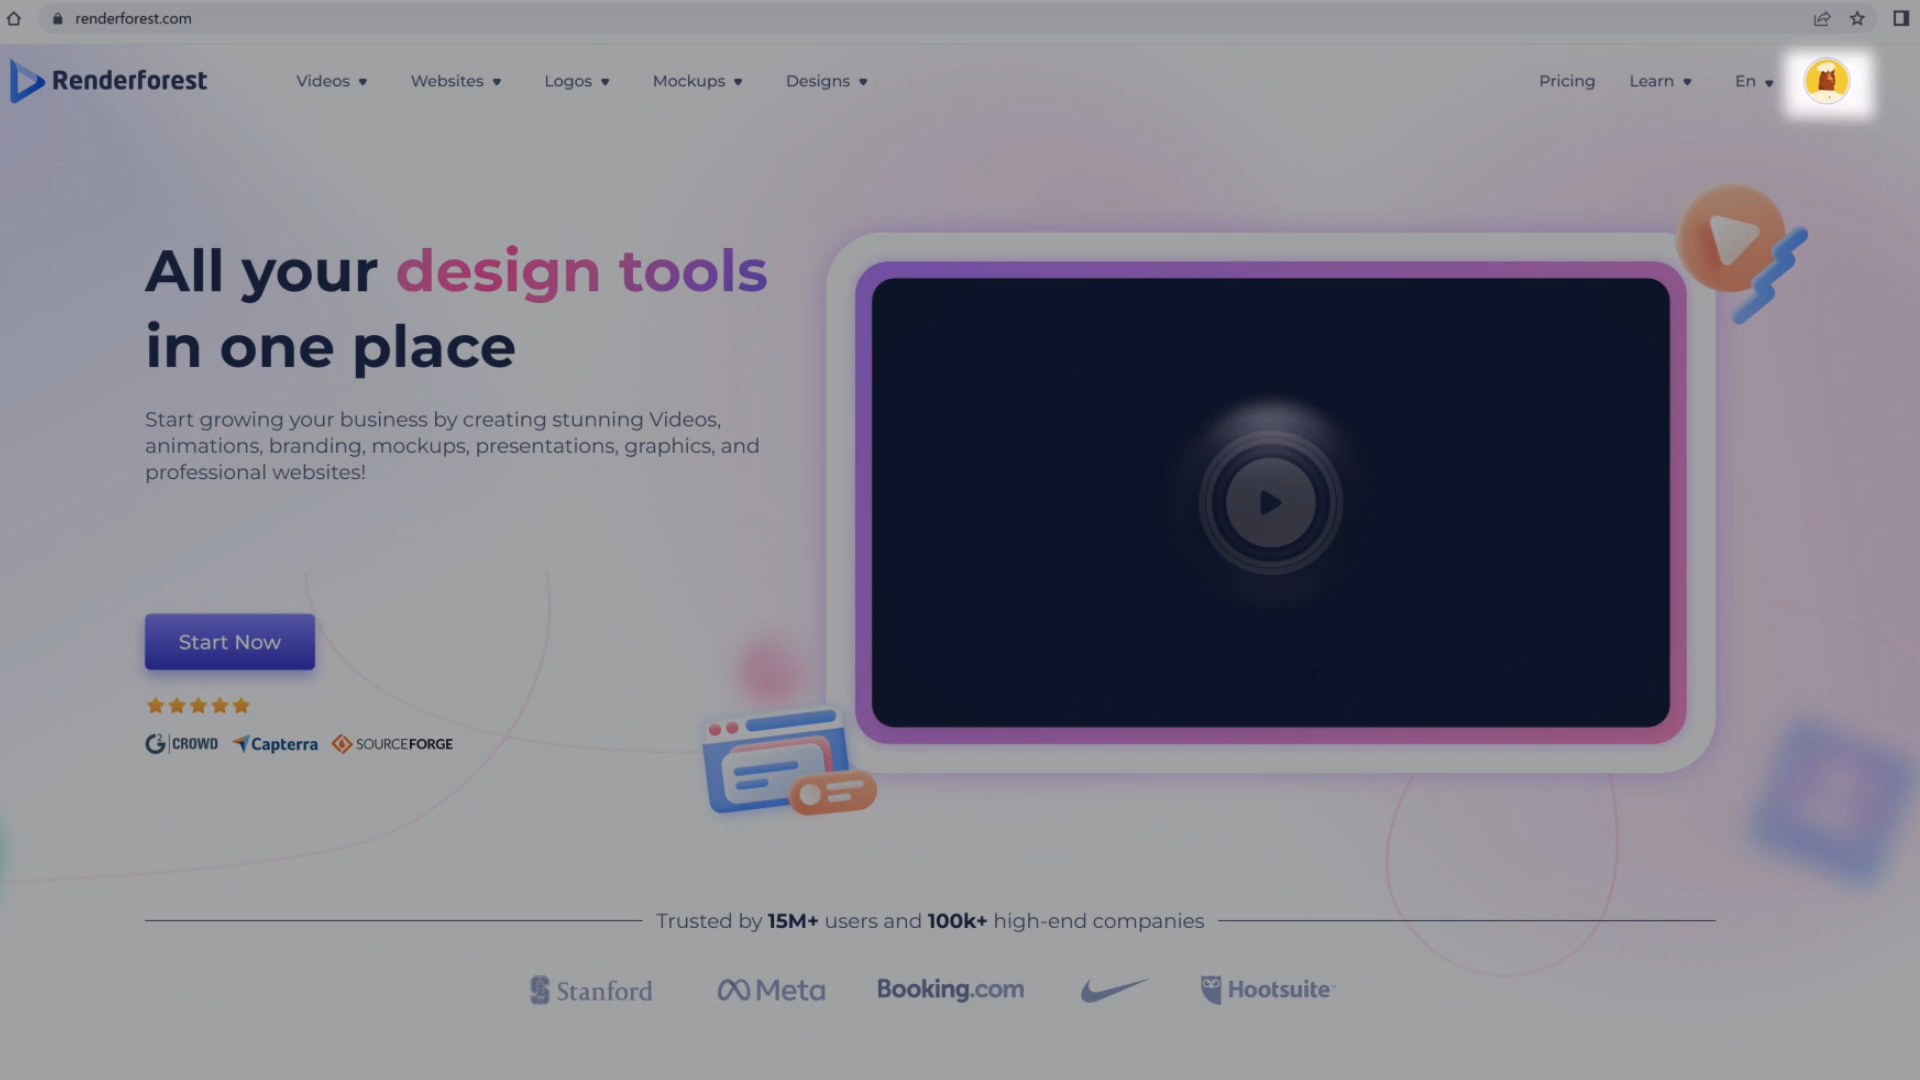 renderforest.com
Renderforest
Videos
Websites
Logos
Mockups
Designs
Pricing
Learn
En
All your design tools
in one place
Start growing your business by creating stunning Videos,
animations, branding, mockups, presentations, graphics, and
professional websites!
Start Now
G2 CROWD
Capterra
SOURCEFORGE
Trusted by 15M+ users and 100k+ high-end companies
Stanford
Meta
Booking.com
Hootsuite